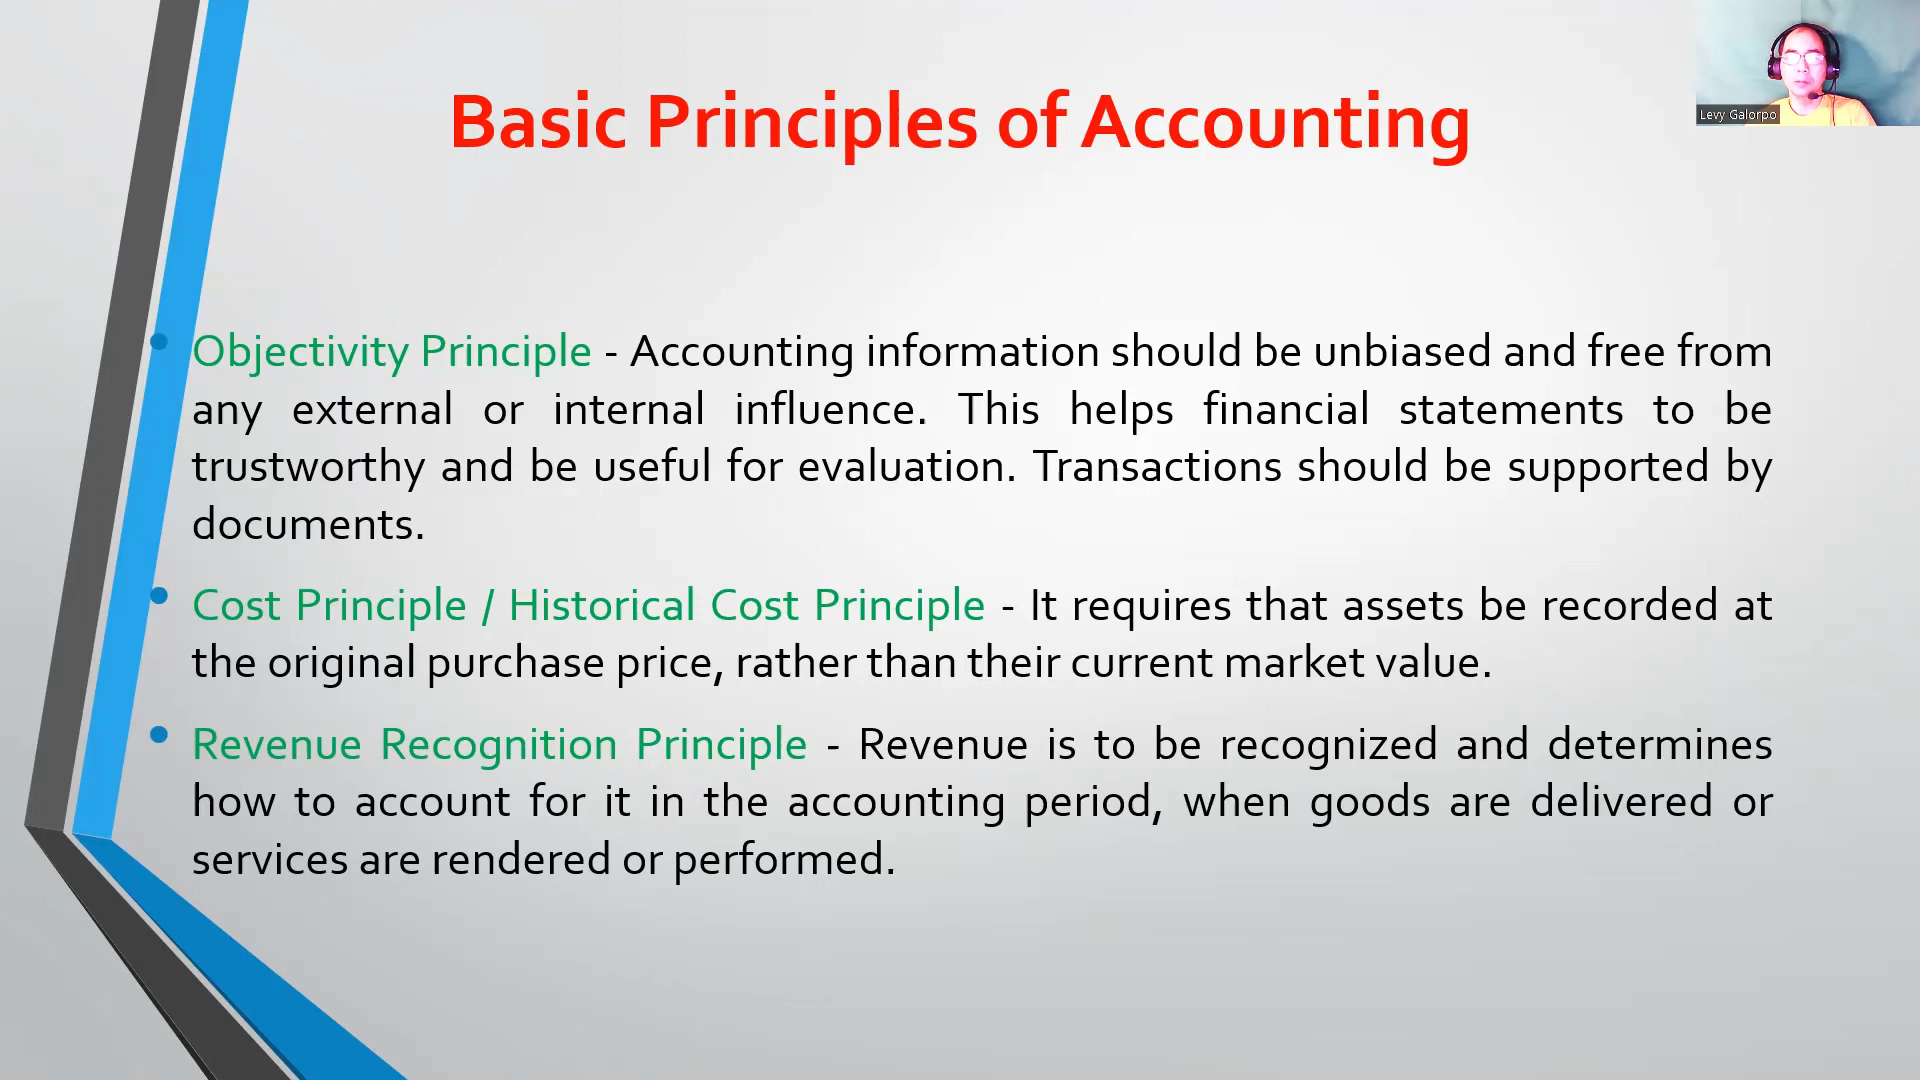 Basic Principles of Accounting
Levy Galorpo
• Objectivity Principle - Accounting information should be unbiased and free from
any external or internal influence. This helps financial statements to be
trustworthy and be useful for evaluation. Transactions should be supported by
documents.
• Cost Principle / Historical Cost Principle - It requires that assets be recorded at
the original purchase price, rather than their current market value.
• Revenue Recognition Principle - Revenue is to be recognized and determines
how to account for it in the accounting period, when goods are delivered or
services are rendered or performed.